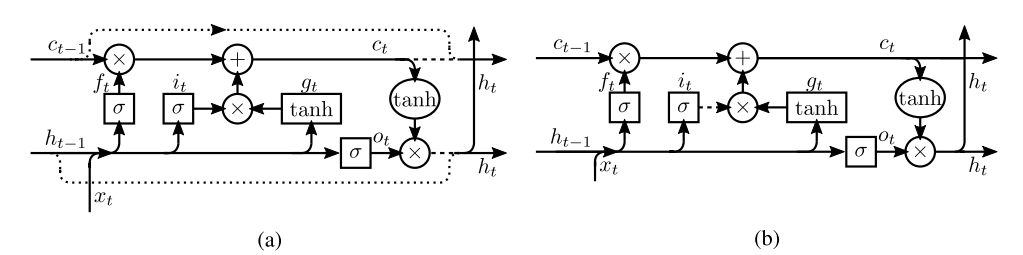 c_{t-1} × + c_t h_t
f_t i_t g_t tanh
σ σ × tanh
h_{t-1} σ o_t × h_t
x_t
(a)
c_{t-1} × + c_t h_t
f_t i_t g_t tanh
σ σ × tanh
h_{t-1} σ o_t × h_t
x_t
(b)